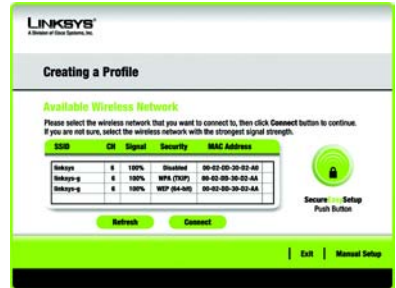 LINKSYS®
A Division of Cisco Systems, Inc.
Creating a Profile
Available Wireless Network
Please select the wireless network that you want to connect to, then click Connect button to continue.
If you are not sure, select the wireless network with the strongest signal strength.
SSID CH Signal Security MAC Address
linksys 6 100% Disabled 00-02-DD-30-D2-A0
linksys-g 6 100% WPA (TKIP) 00-02-DD-30-D2-AA
linksys-g 6 100% WEP (64-bit) 00-02-DD-30-D2-AA
SecureEasySetup
Push Button
Refresh Connect
Exit Manual Setup